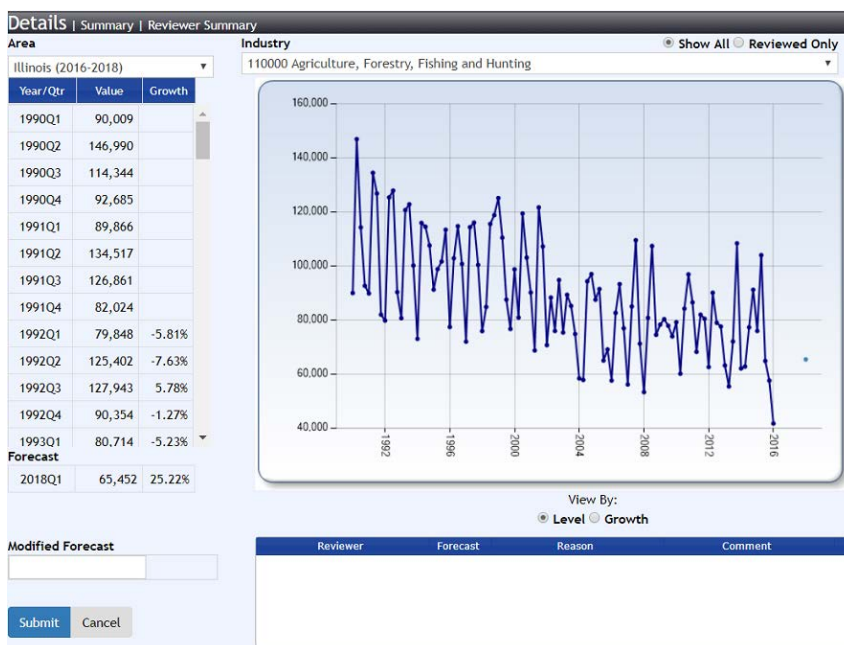 Details | Summary | Reviewer Summary
Area
Illinois (2016-2018)
Industry
Show All Reviewed Only
110000 Agriculture, Forestry, Fishing and Hunting
Year/Qtr Value Growth
1990Q1 90,009
1990Q2 146,990
1990Q3 114,344
1990Q4 92,685
1991Q1 89,866
1991Q2 134,517
1991Q3 126,861
1991Q4 82,024
1992Q1 79,848 -5.81%
1992Q2 125,402 -7.63%
1992Q3 127,943 5.78%
1992Q4 90,354 -1.27%
1993Q1 80,714 -5.23%
Forecast
2018Q1 65,452 25.22%
160,000
140,000
120,000
100,000
80,000
60,000
40,000
1992 1996 2000 2004 2008 2012 2016
View By:
Level Growth
Modified Forecast
Submit Cancel
Reviewer Forecast Reason Comment